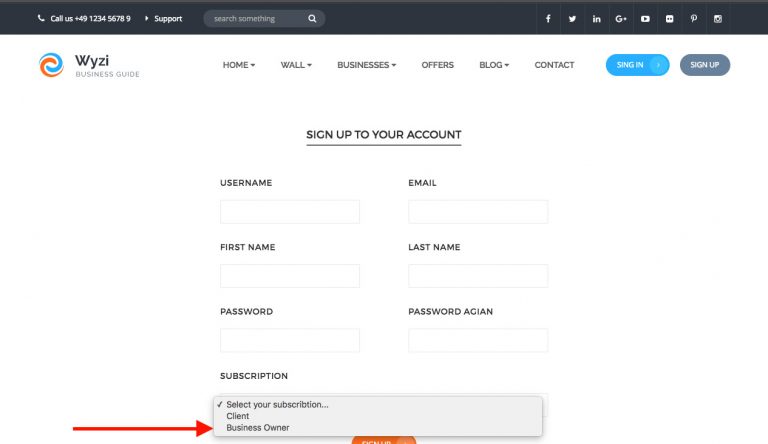 Call us +49 1234 5678 9 Support search something
Wyzi
BUSINESS GUIDE
HOME WALL BUSINESSES OFFERS BLOG CONTACT SING IN SIGN UP
SIGN UP TO YOUR ACCOUNT
USERNAME EMAIL
FIRST NAME LAST NAME
PASSWORD PASSWORD AGIAN
SUBSCRIPTION
✓ Select your subscribtion...
Client
Business Owner
SIGN UP